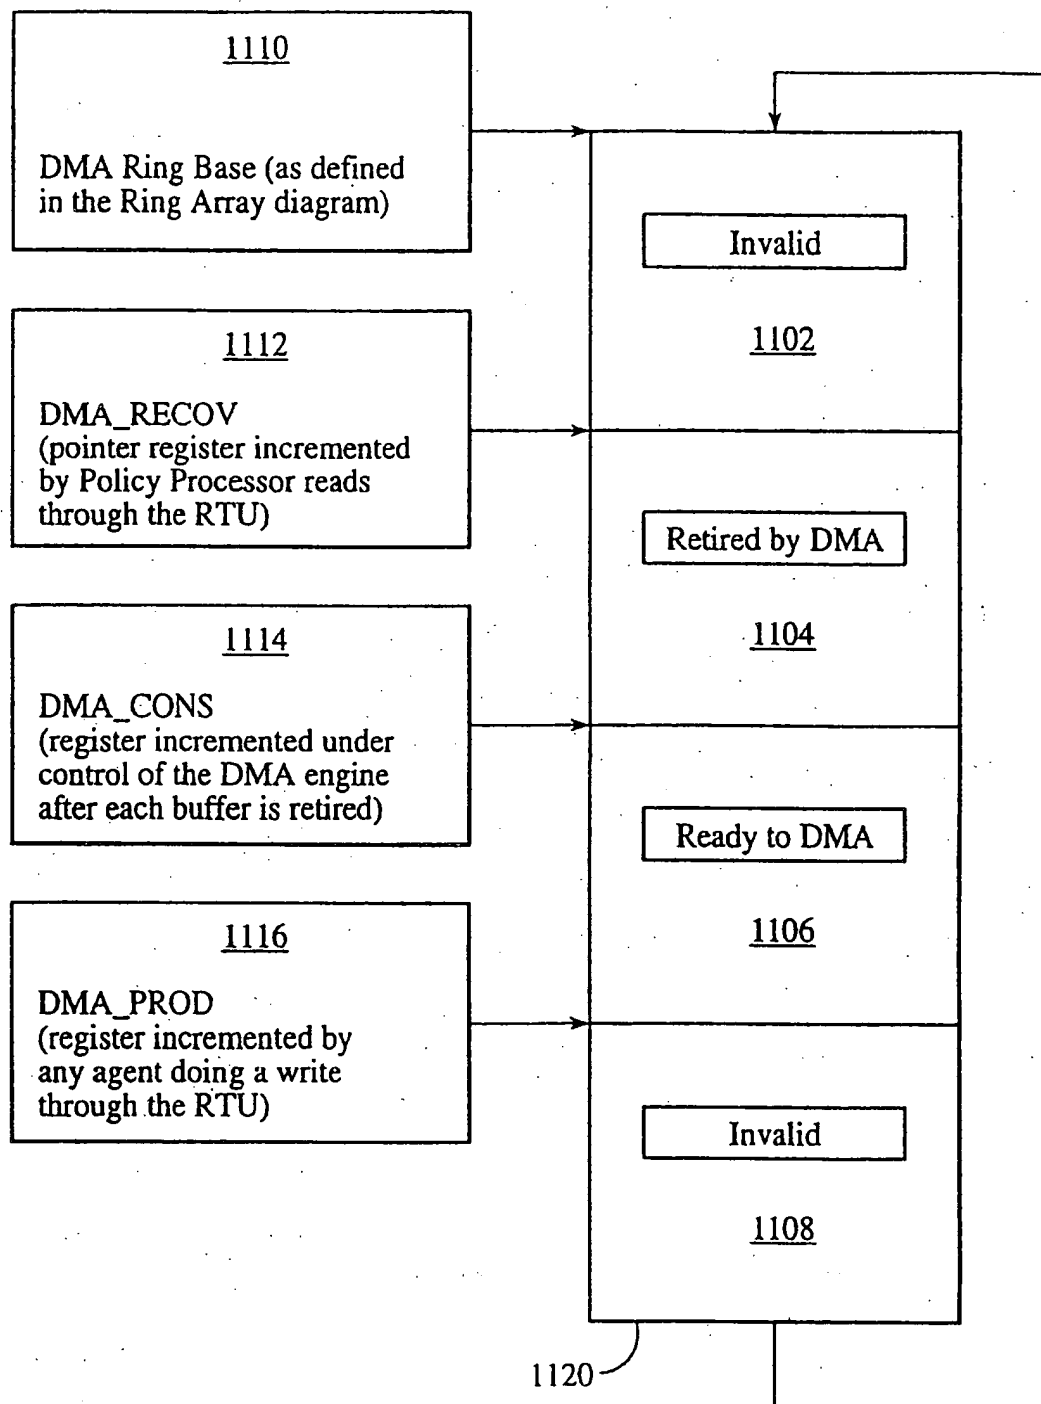 1110
DMA Ring Base (as defined
in the Ring Array diagram)
1112
DMA_RECOV
(pointer register incremented
by Policy Processor reads
through the RTU)
1114
DMA_CONS
(register incremented under
control of the DMA engine
after each buffer is retired)
1116
DMA_PROD
(register incremented by
any agent doing a write
through the RTU)
Invalid
1102
Retired by DMA
1104
Ready to DMA
1106
Invalid
1108
1120